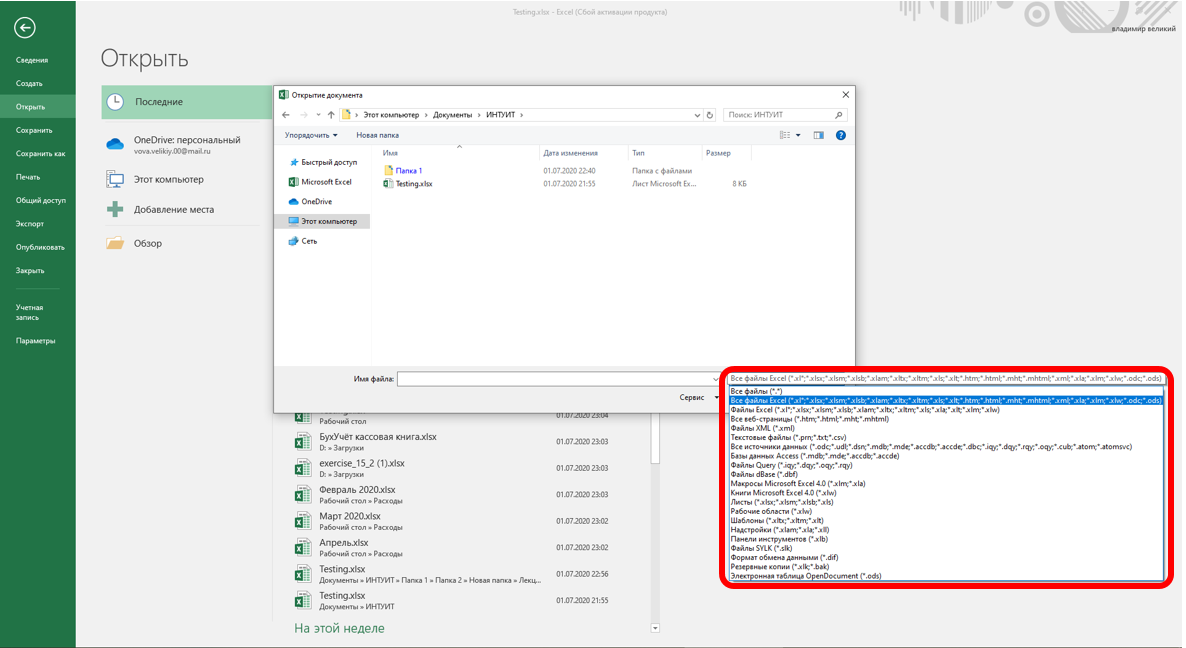 Testing.xlsx - Excel (Сбой активации продукта)
владимир великий
Сведения
Создать
Открыть
Сохранить
Сохранить как
Печать
Общий доступ
Экспорт
Опубликовать
Закрыть
Учетная
запись
Параметры
Открыть
Последние
OneDrive: персональный
vova.velikiy.00@mail.ru
Этот компьютер
Добавление места
Обзор
Открытие документа
Этот компьютер > Документы > ИНТУИТ >
Поиск: ИНТУИТ
Упорядочить Новая папка
Быстрый доступ
Microsoft Excel
OneDrive
Этот компьютер
Сеть
Имя Дата изменения Тип Размер
Папка 1 01.07.2020 22:40 Папка с файлами
Testing.xlsx 01.07.2020 21:55 Лист Microsoft Ex... 8 КБ
Имя файла:
Сервис
Все файлы Excel (*.xl*;*.xlsx;*.xlsm;*.xlsb;*.xlam;*.xltx;*.xltm;*.xls;*.xlt;*.htm;*.html;*.mht;*.mhtml;*.xml;*.xla;*.xlm;*.xlw;*.odc;*.ods)
Все файлы (*.*)
Все файлы Excel (*.xl*;*.xlsx;*.xlsm;*.xlsb;*.xlam;*.xltx;*.xltm;*.xls;*.xlt;*.htm;*.html;*.mht;*.mhtml;*.xml;*.xla;*.xlm;*.xlw;*.odc;*.ods)
Файлы Excel (*.xl*;*.xlsx;*.xlsm;*.xlsb;*.xlam;*.xltx;*.xltm;*.xls;*.xla;*.xlt;*.xlm;*.xlw)
Все веб-страницы (*.htm;*.html;*.mht;*.mhtml)
Файлы XML (*.xml)
Текстовые файлы (*.prn;*.txt;*.csv)
Все источники данных (*.odc;*.udl;*.dsn;*.mdb;*.mde;*.accdb;*.accde;*.dbc;*.iqy;*.dqy;*.rqy;*.oqy;*.cub;*.atom;*.atomsvc)
Базы данных Access (*.mdb;*.mde;*.accdb;*.accde)
Файлы Query (*.iqy;*.dqy;*.oqy;*.rqy)
Файлы dBase (*.dbf)
Макросы Microsoft Excel 4.0 (*.xlm;*.xla)
Книги Microsoft Excel 4.0 (*.xlw)
Листы (*.xlsx;*.xlsm;*.xlsb;*.xls)
Рабочие области (*.xlw)
Шаблоны (*.xltx;*.xltm;*.xlt)
Надстройки (*.xlam;*.xla;*.xll)
Панели инструментов (*.xlb)
Файлы SYLK (*.slk)
Формат обмена данными (*.dif)
Резервные копии (*.xlk;*.bak)
Электронная таблица OpenDocument (*.ods)
01.07.2020 23:04
Рабочий стол
БухУчёт кассовая книга.xlsx 01.07.2020 23:03
D: » Загрузки
exercise_15_2 (1).xlsx 01.07.2020 23:03
D: » Загрузки
Февраль 2020.xlsx 01.07.2020 23:03
Рабочий стол » Расходы
Март 2020.xlsx 01.07.2020 23:02
Рабочий стол » Расходы
Апрель.xlsx 01.07.2020 23:02
Рабочий стол » Расходы
Testing.xlsx 01.07.2020 22:56
Документы » ИНТУИТ » Папка 1 » Папка 2 » Новая папка » Лекц...
Testing.xlsx 01.07.2020 21:55
Документы » ИНТУИТ
На этой неделе